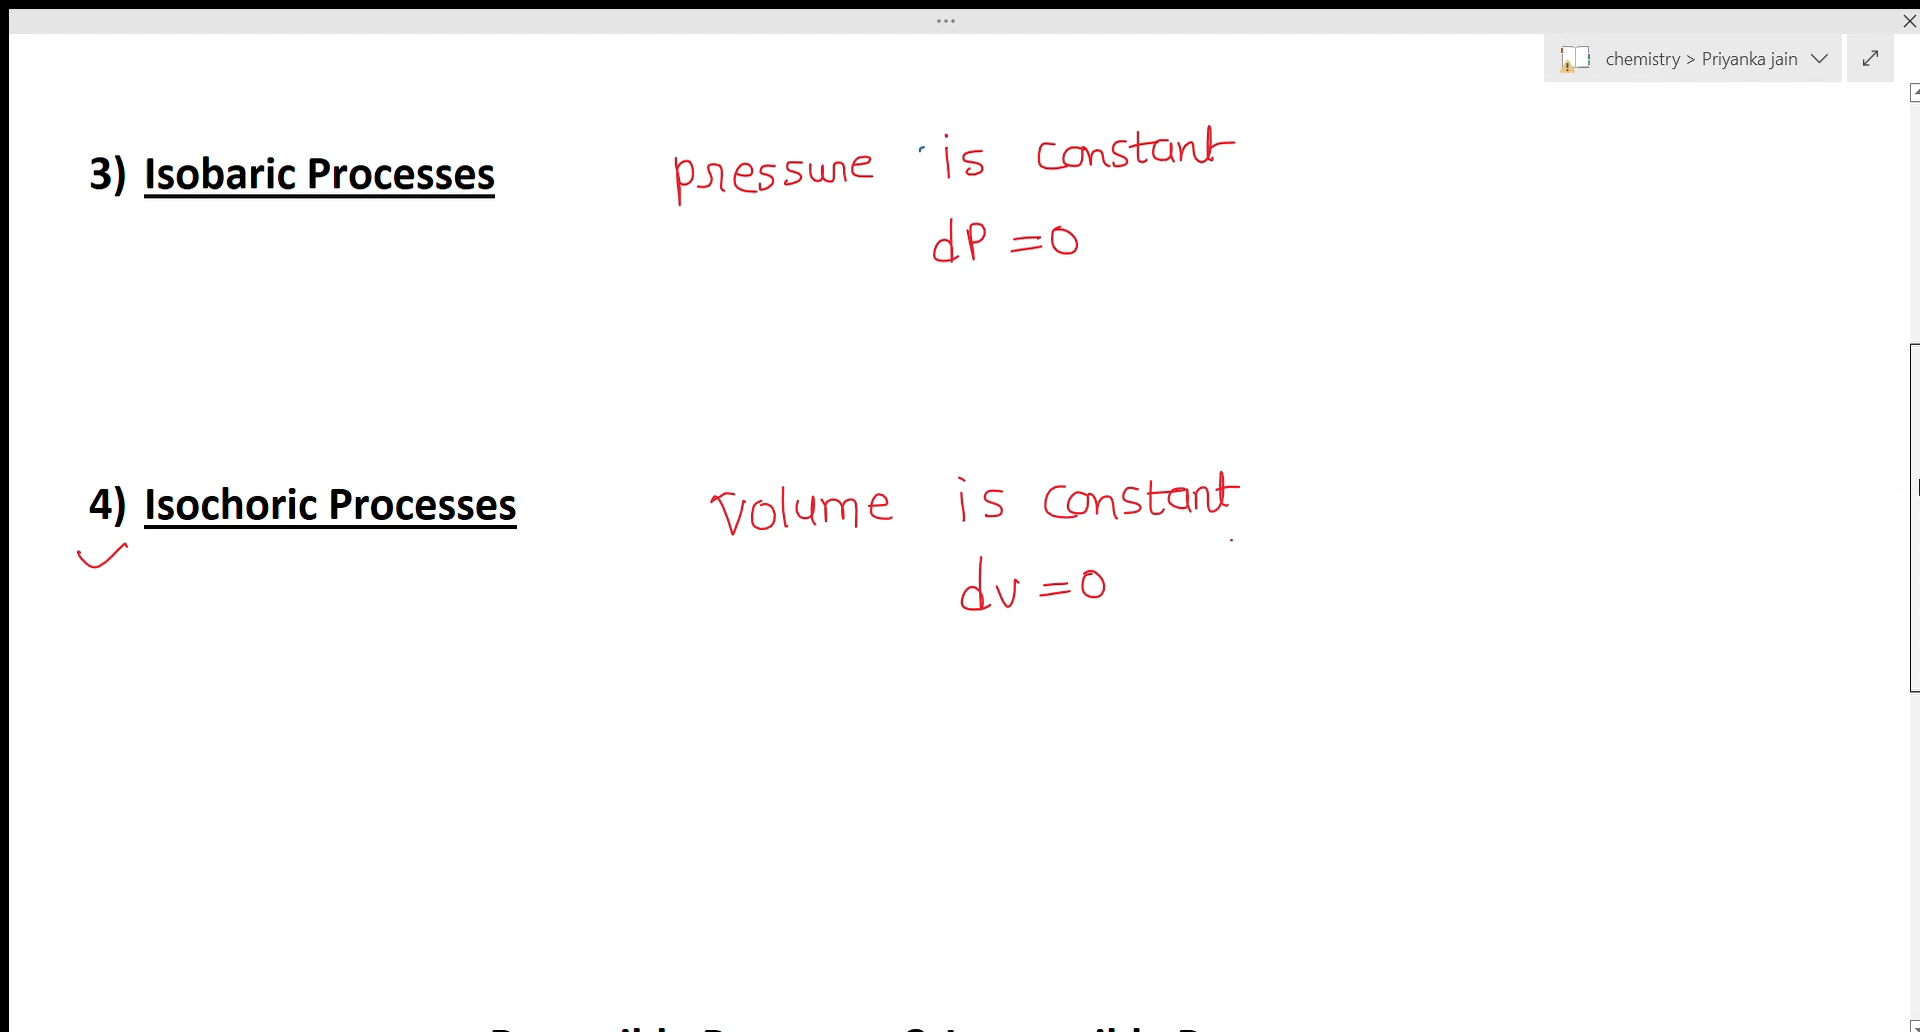 chemistry > Priyanka jain
3) Isobaric Processes pressure is constant
dP = 0
4) Isochoric Processes volume is constant
dv = 0